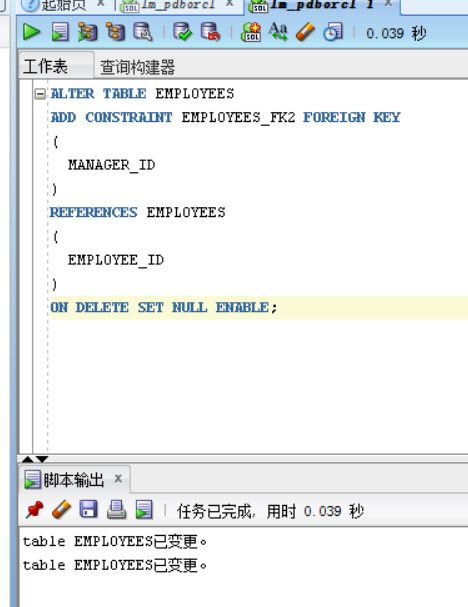 起始页 lm_pdborcl lm_pdborcl 1
0.039 秒
工作表 查询构建器
ALTER TABLE EMPLOYEES
ADD CONSTRAINT EMPLOYEES_FK2 FOREIGN KEY
(
MANAGER_ID
)
REFERENCES EMPLOYEES
(
EMPLOYEE_ID
)
ON DELETE SET NULL ENABLE;
脚本输出
任务已完成, 用时 0.039 秒
table EMPLOYEES已变更。
table EMPLOYEES已变更。